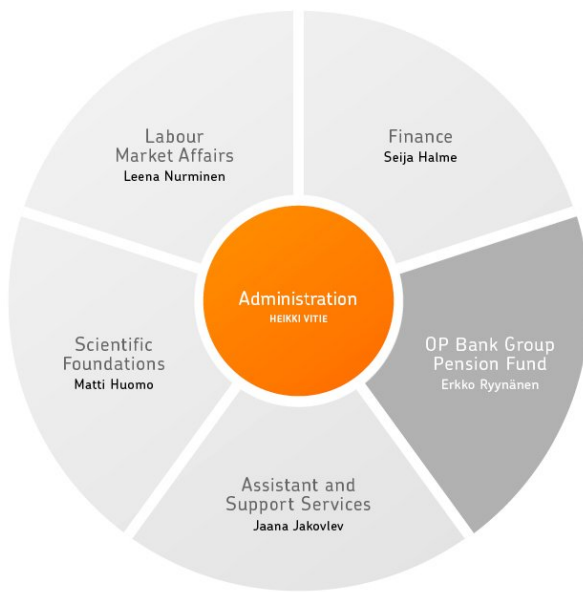 Labour
Market Affairs
Leena Nurminen
Finance
Seija Halme
Administration
HEIKKI VITIE
Scientific
Foundations
Matti Huomo
OP Bank Group
Pension Fund
Erkko Ryynänen
Assistant and
Support Services
Jaana Jakovlev